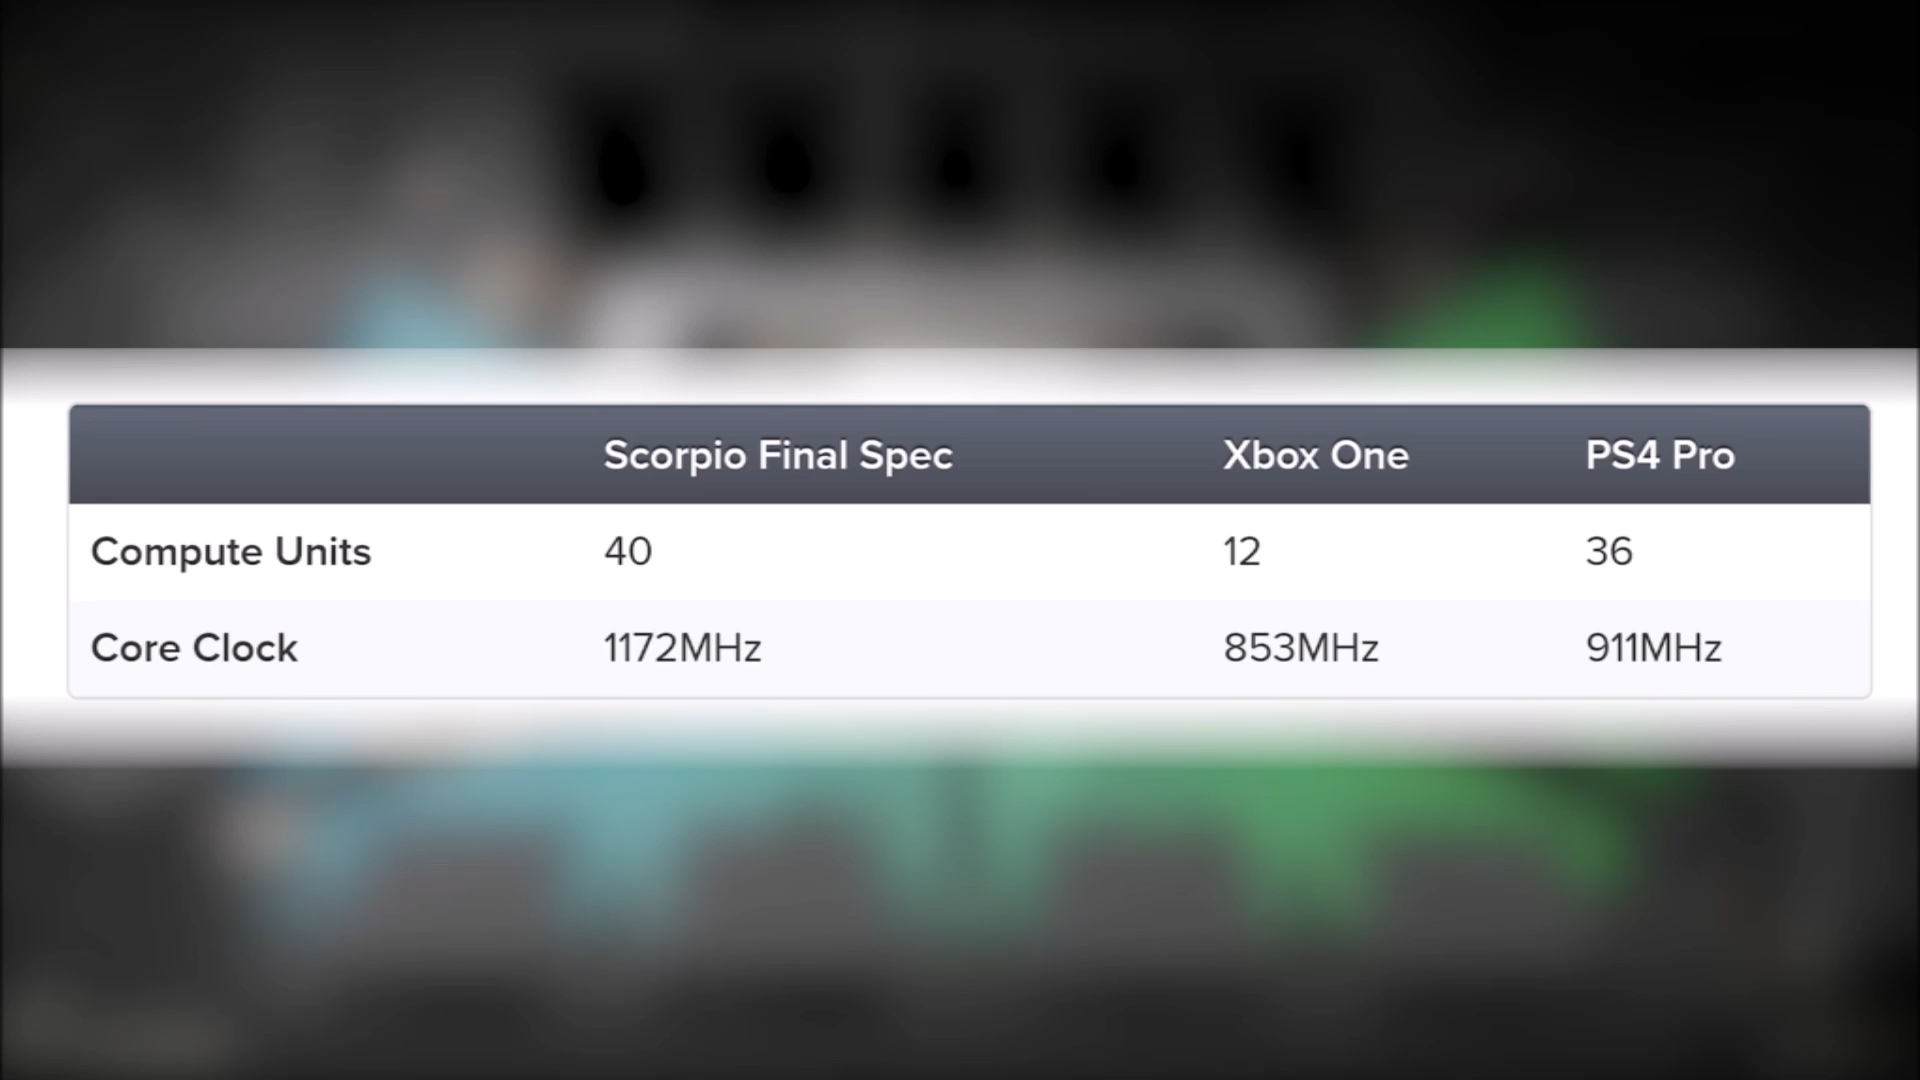 Scorpio Final Spec Xbox One PS4 Pro
Compute Units 40 12 36
Core Clock 1172MHz 853MHz 911MHz